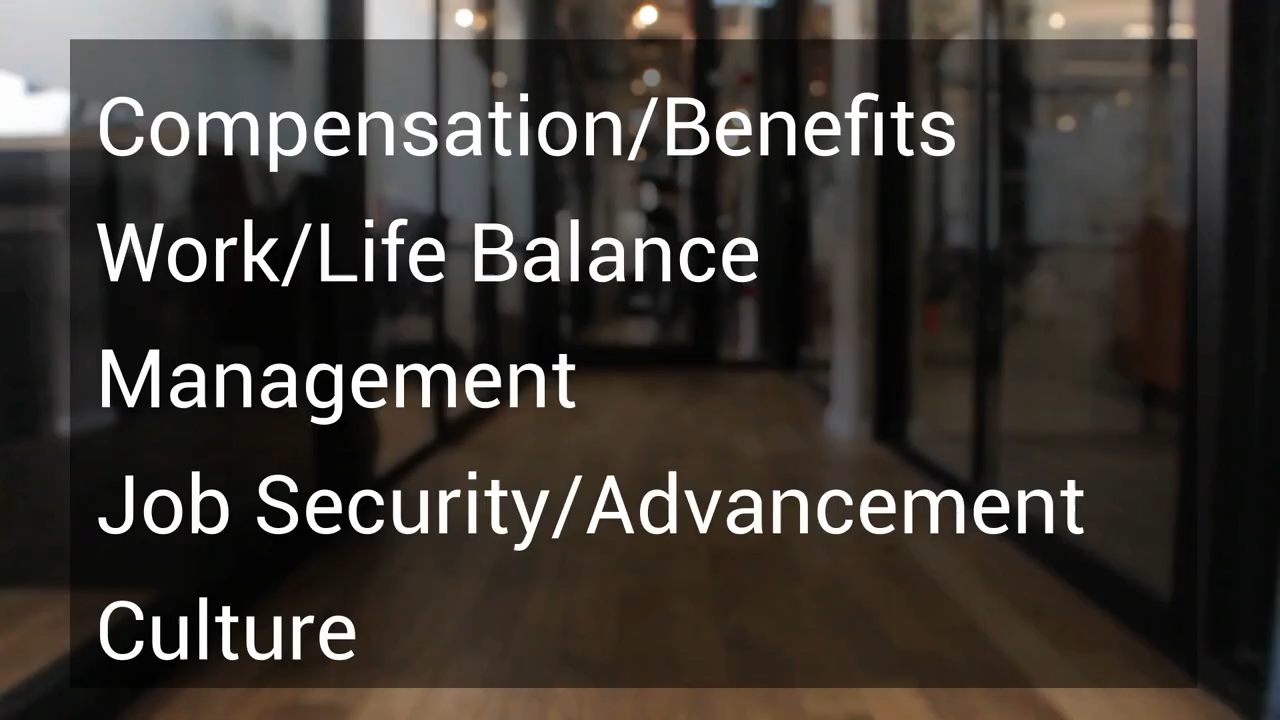 Compensation/Benefits
Work/Life Balance
Management
Job Security/Advancement
Culture